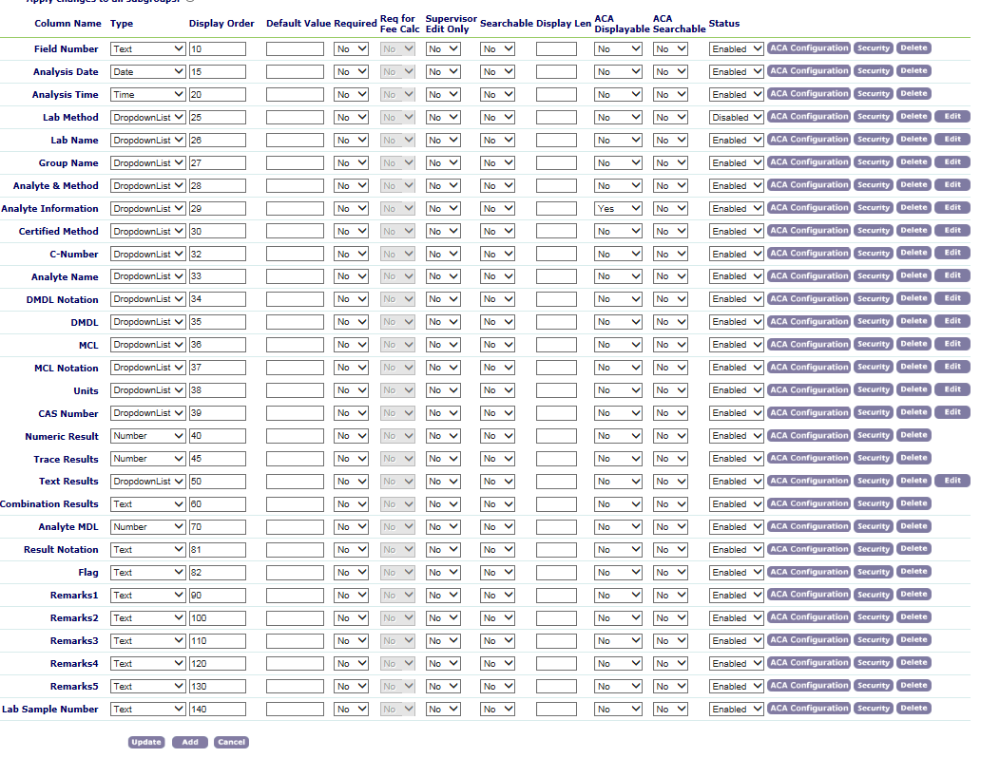 Apply changes to all subgroups:
Column Name Type Display Order Default Value Required Req for Fee Calc Supervisor Edit Only Searchable Display Len ACA Displayable ACA Searchable Status
Field Number Text 10 No No No No No No Enabled ACA Configuration Security Delete
Analysis Date Date 15 No No No No No No Enabled ACA Configuration Security Delete
Analysis Time Time 20 No No No No No No Enabled ACA Configuration Security Delete
Lab Method DropdownList 25 No No No No No No Disabled ACA Configuration Security Delete Edit
Lab Name DropdownList 26 No No No No No No Enabled ACA Configuration Security Delete Edit
Group Name DropdownList 27 No No No No No No Enabled ACA Configuration Security Delete Edit
Analyte & Method DropdownList 28 No No No No No No Enabled ACA Configuration Security Delete Edit
Analyte Information DropdownList 29 No No No No Yes No Enabled ACA Configuration Security Delete Edit
Certified Method DropdownList 30 No No No No No No Enabled ACA Configuration Security Delete Edit
C-Number DropdownList 32 No No No No No No Enabled ACA Configuration Security Delete Edit
Analyte Name DropdownList 33 No No No No No No Enabled ACA Configuration Security Delete Edit
DMDL Notation DropdownList 34 No No No No No No Enabled ACA Configuration Security Delete Edit
DMDL DropdownList 35 No No No No No No Enabled ACA Configuration Security Delete Edit
MCL DropdownList 36 No No No No No No Enabled ACA Configuration Security Delete Edit
MCL Notation DropdownList 37 No No No No No No Enabled ACA Configuration Security Delete Edit
Units DropdownList 38 No No No No No No Enabled ACA Configuration Security Delete Edit
CAS Number DropdownList 39 No No No No No No Enabled ACA Configuration Security Delete Edit
Numeric Result Number 40 No No No No No No Enabled ACA Configuration Security Delete
Trace Results Number 45 No No No No No No Enabled ACA Configuration Security Delete
Text Results DropdownList 50 No No No No No No Enabled ACA Configuration Security Delete Edit
Combination Results Text 60 No No No No No No Enabled ACA Configuration Security Delete
Analyte MDL Number 70 No No No No No No Enabled ACA Configuration Security Delete
Result Notation Text 81 No No No No No No Enabled ACA Configuration Security Delete
Flag Text 82 No No No No No No Enabled ACA Configuration Security Delete
Remarks1 Text 90 No No No No No No Enabled ACA Configuration Security Delete
Remarks2 Text 100 No No No No No No Enabled ACA Configuration Security Delete
Remarks3 Text 110 No No No No No No Enabled ACA Configuration Security Delete
Remarks4 Text 120 No No No No No No Enabled ACA Configuration Security Delete
Remarks5 Text 130 No No No No No No Enabled ACA Configuration Security Delete
Lab Sample Number Text 140 No No No No No No Enabled ACA Configuration Security Delete
Update Add Cancel